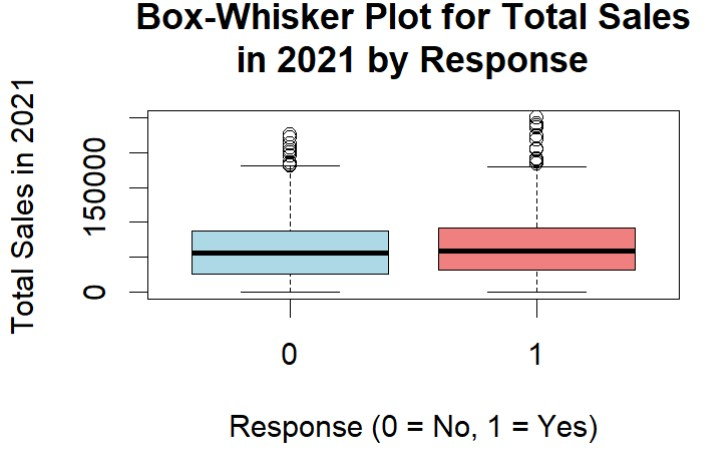 Box-Whisker Plot for Total Sales
in 2021 by Response
Total Sales in 2021
150000
0
0
1
Response (0 = No, 1 = Yes)